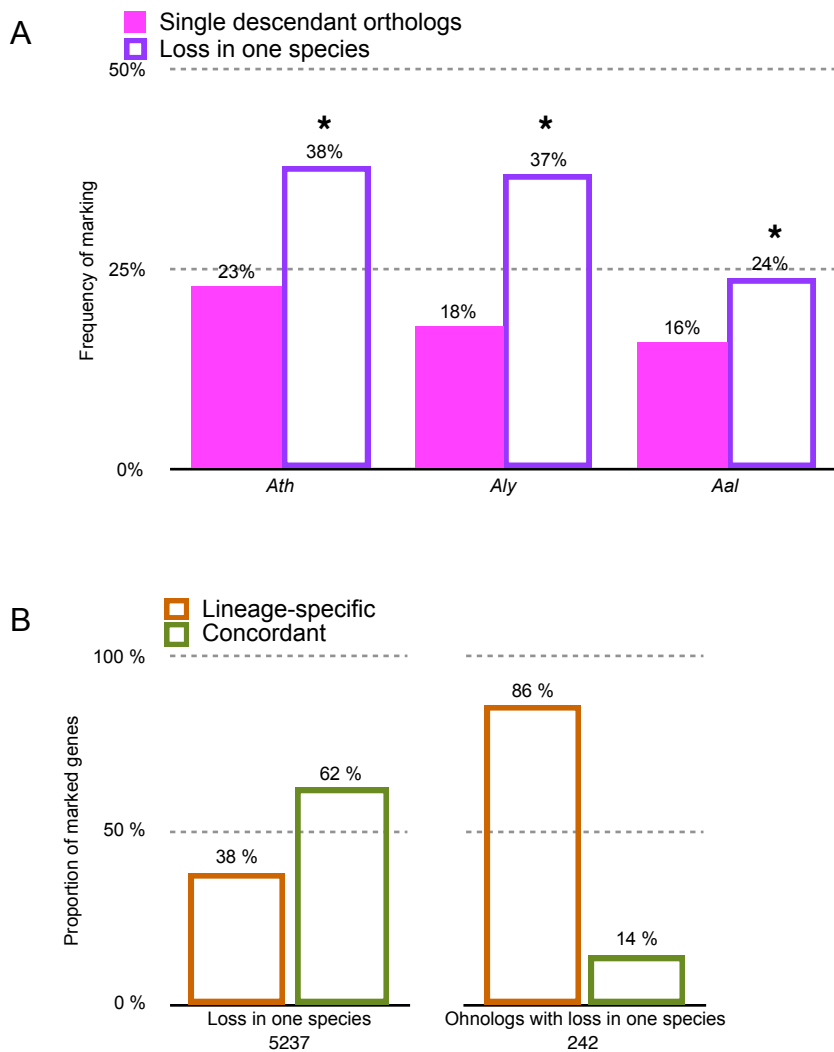 A
Single descendant orthologs
Loss in one species
50%
25%
0%
Frequency of marking
*
38%
23%
*
37%
18%
*
24%
16%
Ath
Aly
Aal
B
Lineage-specific
Concordant
100 %
50 %
0 %
Proportion of marked genes
38 %
62 %
86 %
14 %
Loss in one species
5237
Ohnologs with loss in one species
242